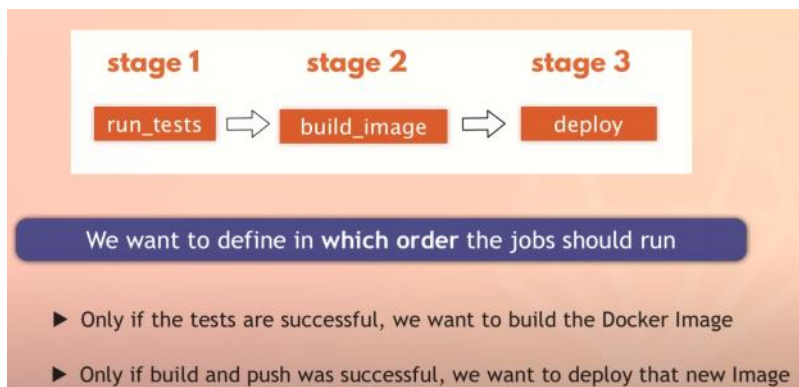 stage 1 stage 2 stage 3
run_tests build_image deploy
We want to define in which order the jobs should run
▶ Only if the tests are successful, we want to build the Docker Image
▶ Only if build and push was successful, we want to deploy that new Image